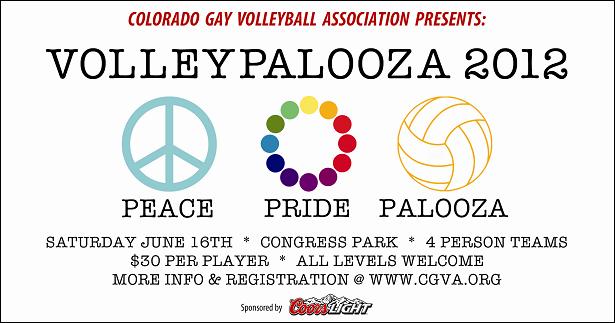 COLORADO GAY VOLLEYBALL ASSOCIATION PRESENTS:
VOLLEYPALOOZA 2012
PEACE PRIDE PALOOZA
SATURDAY JUNE 16TH * CONGRESS PARK * 4 PERSON TEAMS
$30 PER PLAYER * ALL LEVELS WELCOME
MORE INFO & REGISTRATION @ WWW.CGVA.ORG
Sponsored by Coors LIGHT